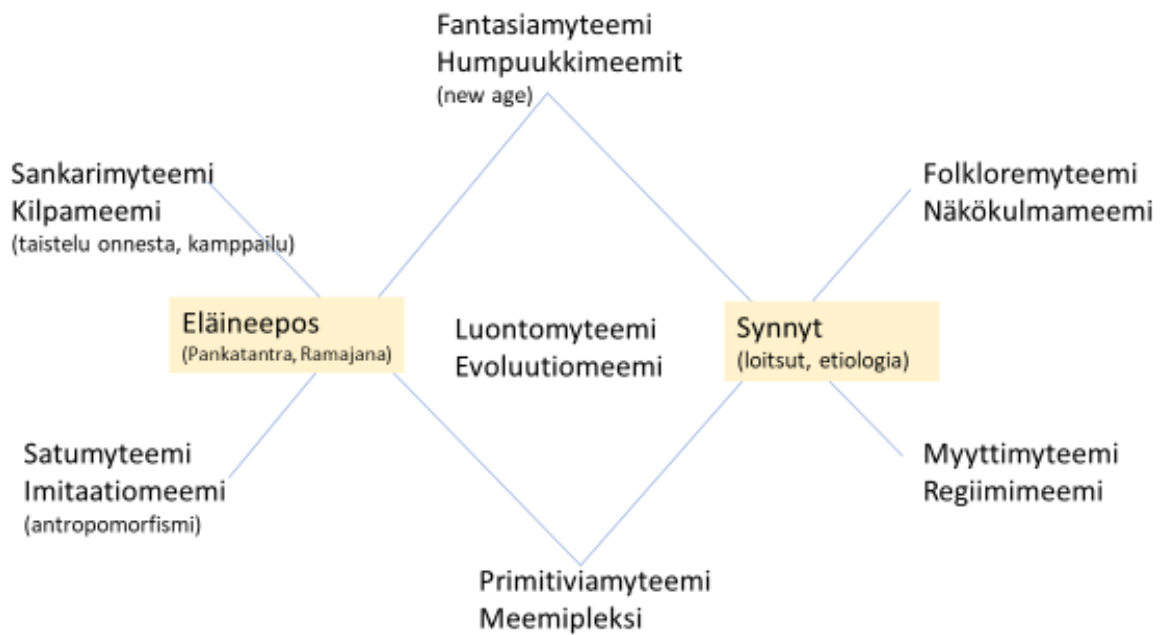 Fantasiamyteemi
Humpuukkimeemit
(new age)
Sankarimyteemi
Kilpameemi
(taistelu onnesta, kamppailu)
Folkloremyteemi
Näkökulmameemi
Eläineepos
(Pankatantra, Ramajana)
Luontomyteemi
Evoluutiomeemi
Synnyt
(loitsut, etiologia)
Satumyteemi
Imitaatiomeemi
(antropomorfismi)
Myyttimyteemi
Regiimimeemi
Primitiviamyteemi
Meemipleksi